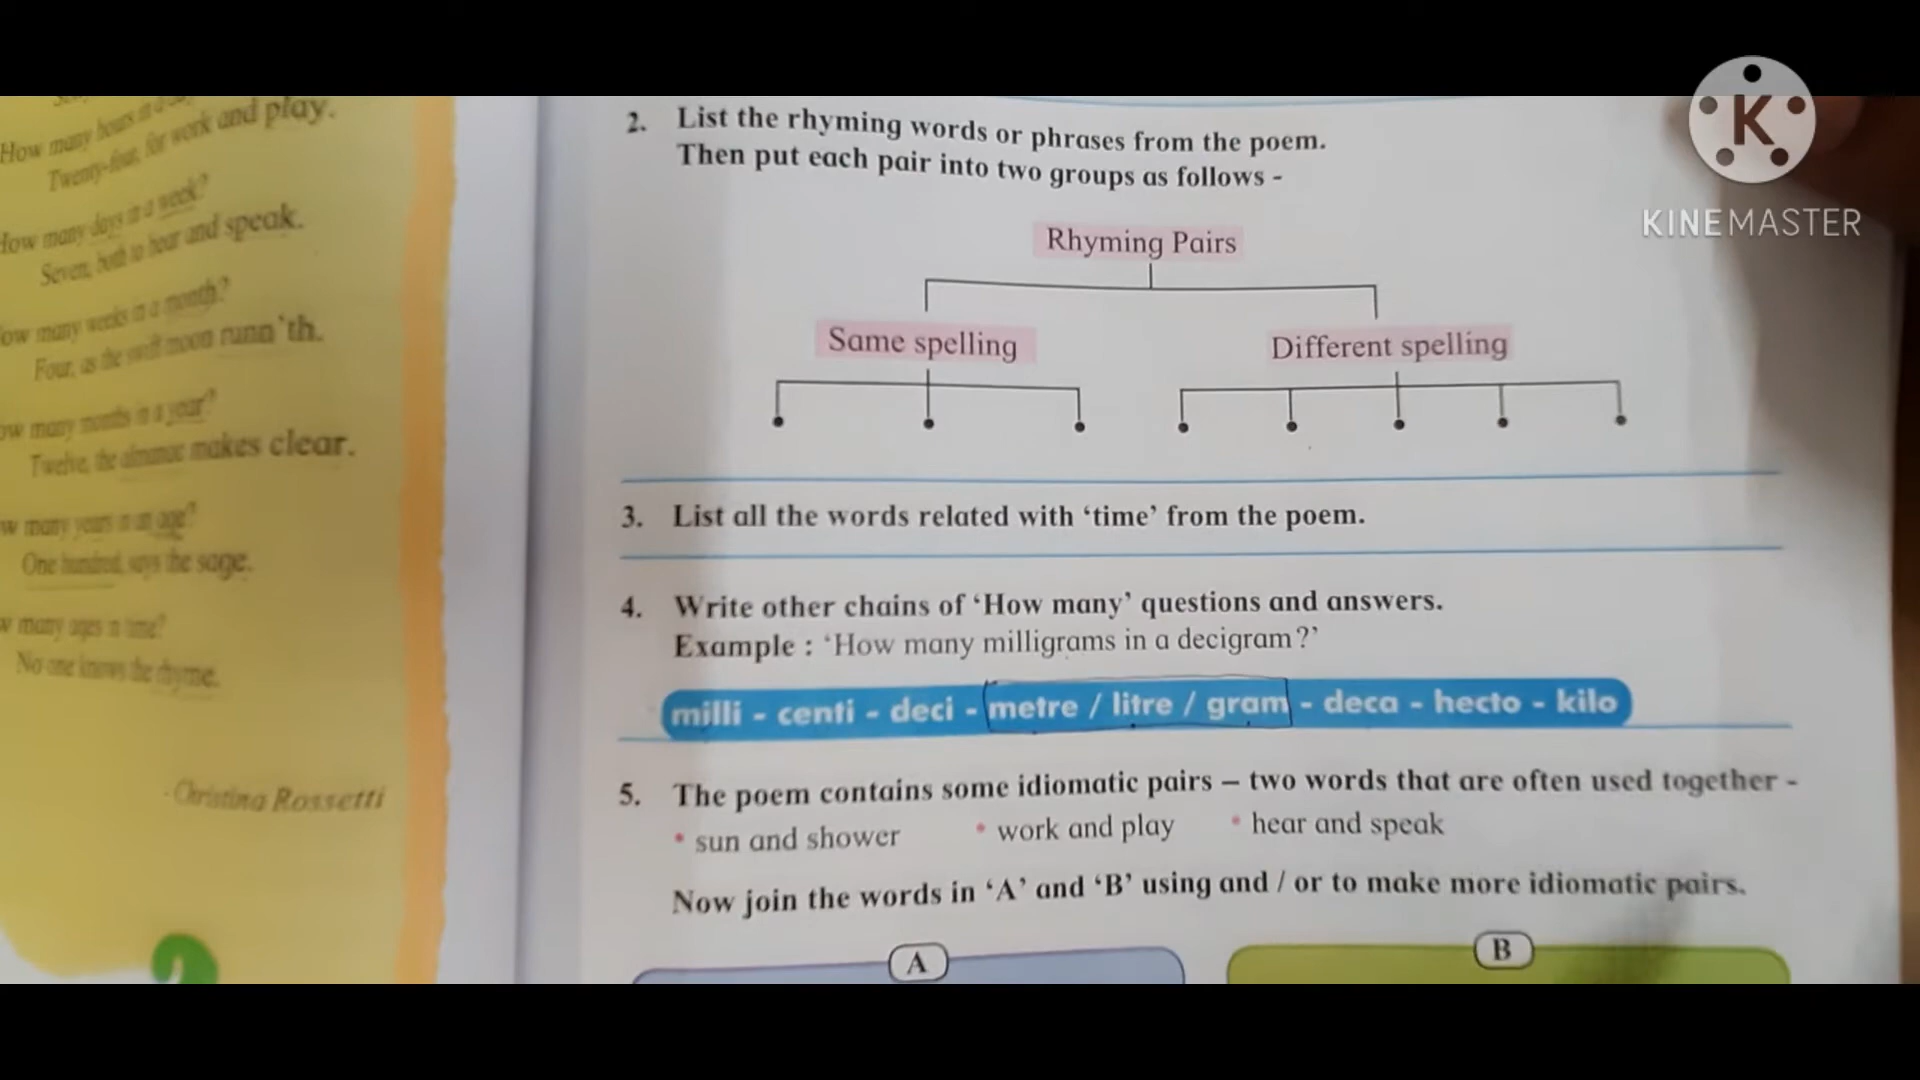 How many hours in a day?
Twenty-four, for work and play.
How many days in a week?
Seven, both to hear and speak.
ow many weeks in a month?
Four, as the swift moon runn'th.
ow many months in a year?
Twelve, the almanac makes clear.
w many years in an age?
One hundred, says the sage.
w many ages in time?
No one knows the rhyme.
- Christina Rossetti
2. List the rhyming words or phrases from the poem.
Then put each pair into two groups as follows -
Rhyming Pairs
Same spelling Different spelling
3. List all the words related with ‘time’ from the poem.
4. Write other chains of ‘How many’ questions and answers.
Example : ‘How many milligrams in a decigram?’
milli - centi - deci - metre / litre / gram - deca - hecto - kilo
5. The poem contains some idiomatic pairs – two words that are often used together -
• sun and shower • work and play • hear and speak
Now join the words in ‘A’ and ‘B’ using and / or to make more idiomatic pairs.
A B
K
KINEMASTER